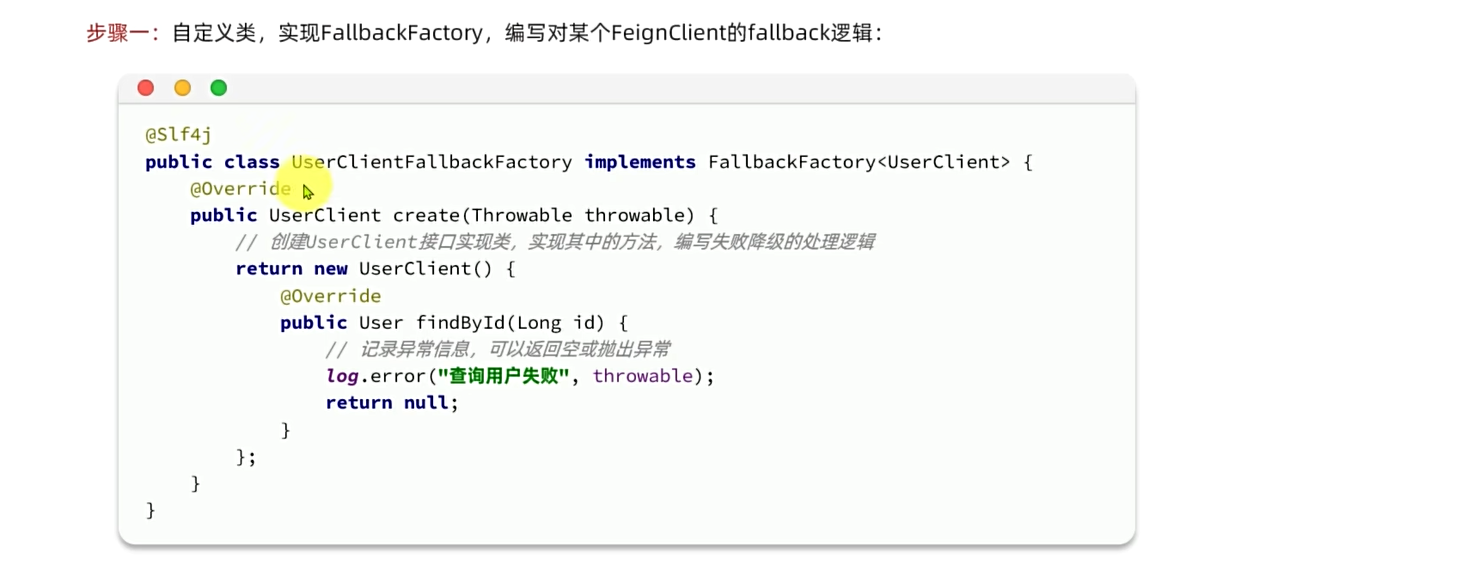 步骤一：自定义类，实现FallbackFactory，编写对某个FeignClient的fallback逻辑：
@Slf4j
public class UserClientFallbackFactory implements FallbackFactory<UserClient> {
    @Override
    public UserClient create(Throwable throwable) {
        // 创建UserClient接口实现类，实现其中的方法，编写失败降级的处理逻辑
        return new UserClient() {
            @Override
            public User findById(Long id) {
                // 记录异常信息，可以返回空或抛出异常
                log.error("查询用户失败", throwable);
                return null;
            }
        };
    }
}